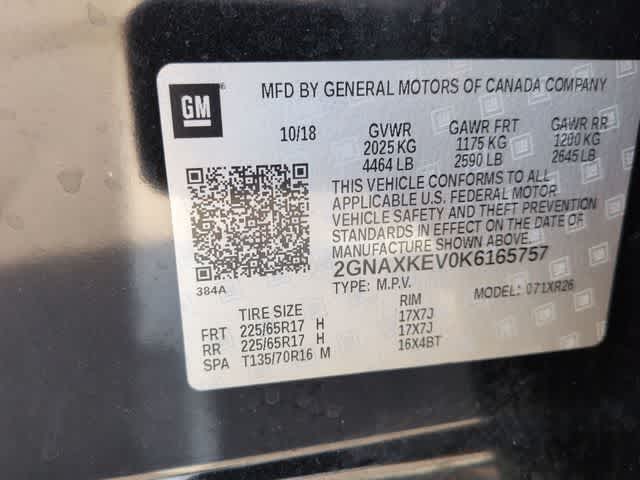 GM
MFD BY GENERAL MOTORS OF CANADA COMPANY
10/18 GVWR GAWR FRT GAWR RR
2025 KG 1175 KG 1200 KG
4464 LB 2590 LB 2645 LB
THIS VEHICLE CONFORMS TO ALL
APPLICABLE U.S. FEDERAL MOTOR
VEHICLE SAFETY AND THEFT PREVENTION
STANDARDS IN EFFECT ON THE DATE OF
MANUFACTURE SHOWN ABOVE.
384A 2GNAXKEV0K6165757
TYPE: M.P.V. MODEL: 071XR26
TIRE SIZE RIM
FRT 225/65R17 H 17X7J
RR 225/65R17 H 17X7J
SPA T135/70R16 M 16X4BT